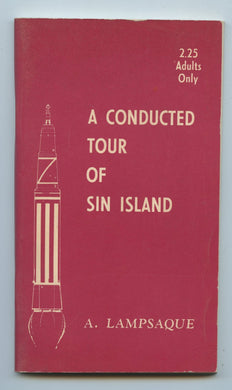 2.25
Adults
Only
A CONDUCTED
TOUR
OF
SIN ISLAND
A. LAMPSAQUE